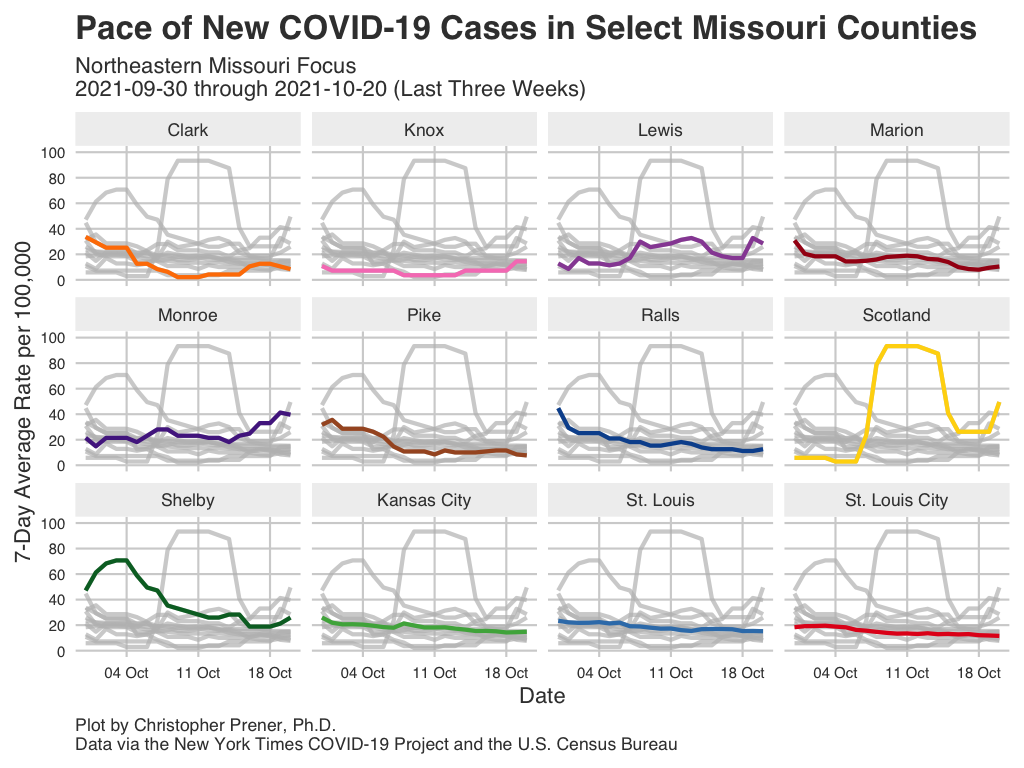 Pace of New COVID-19 Cases in Select Missouri Counties
Northeastern Missouri Focus
2021-09-30 through 2021-10-20 (Last Three Weeks)
Clark Knox Lewis Marion
100
80
60
40
20
0
Monroe Pike Ralls Scotland
100
80
60
40
20
0
Shelby Kansas City St. Louis St. Louis City
100
80
60
40
20
0
7-Day Average Rate per 100,000
04 Oct 11 Oct 18 Oct 04 Oct 11 Oct 18 Oct 04 Oct 11 Oct 18 Oct 04 Oct 11 Oct 18 Oct
Date
Plot by Christopher Prener, Ph.D.
Data via the New York Times COVID-19 Project and the U.S. Census Bureau